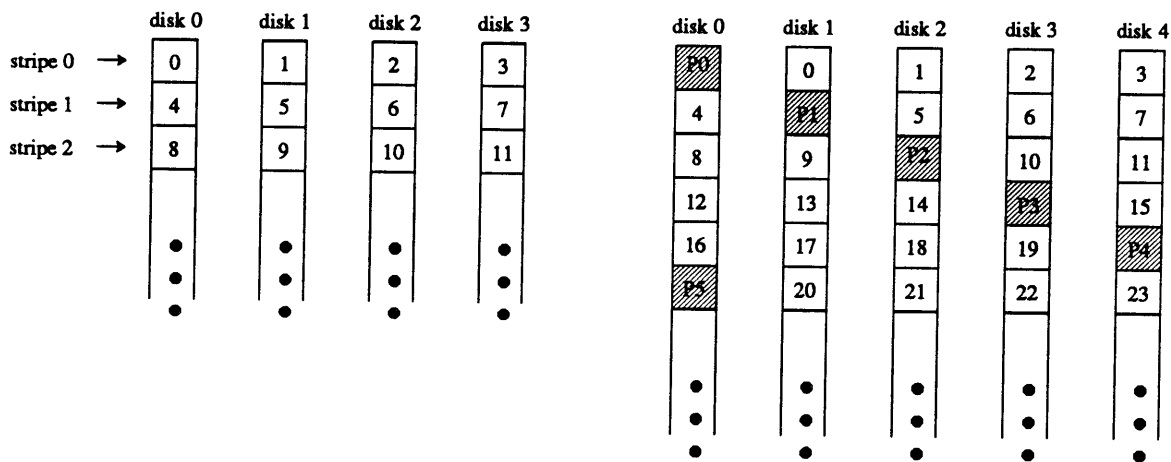 disk 0 disk 1 disk 2 disk 3
stripe 0 → 0 1 2 3
stripe 1 → 4 5 6 7
stripe 2 → 8 9 10 11
disk 0 disk 1 disk 2 disk 3 disk 4
P0 0 1 2 3
4 P1 5 6 7
8 9 P2 10 11
12 13 14 P3 15
16 17 18 19 P4
P5 20 21 22 23